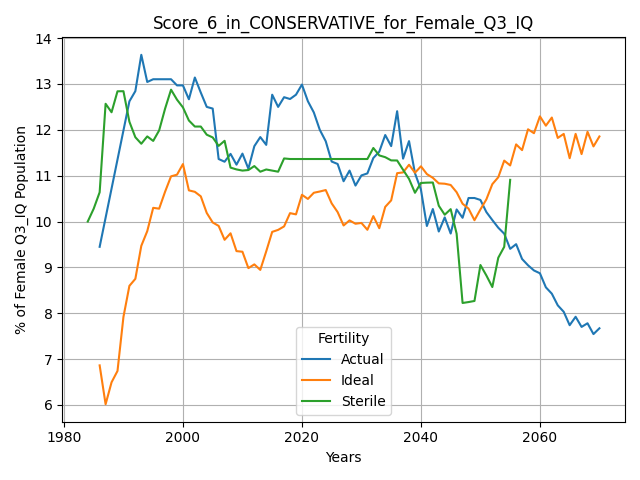 Score_6_in_CONSERVATIVE_for_Female_Q3_IQ
% of Female Q3_IQ Population
14
13
12
11
10
9
8
7
6
Fertility
Actual
Ideal
Sterile
1980
2000
2020
2040
2060
Years